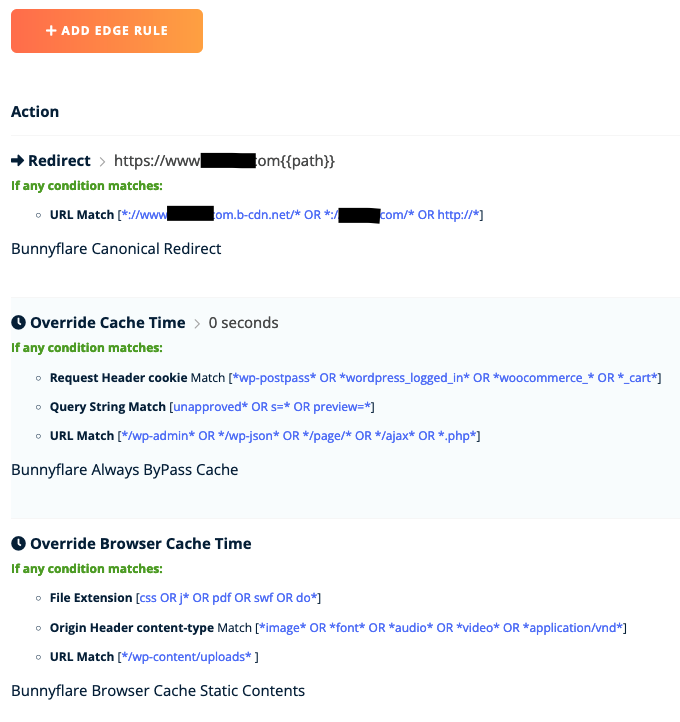 + ADD EDGE RULE
Action
Redirect > https://www om{{path}}
If any condition matches:
URL Match [*://www om.b-cdn.net/* OR *:/ com/* OR http://*]
Bunnyflare Canonical Redirect
Override Cache Time > 0 seconds
If any condition matches:
Request Header cookie Match [*wp-postpass* OR *wordpress_logged_in* OR *woocommerce_* OR *_cart*]
Query String Match [unapproved* OR s=* OR preview=*]
URL Match [*/wp-admin* OR */wp-json* OR */page/* OR */ajax* OR *.php*]
Bunnyflare Always ByPass Cache
Override Browser Cache Time
If any condition matches:
File Extension [css OR j* OR pdf OR swf OR do*]
Origin Header content-type Match [*image* OR *font* OR *audio* OR *video* OR *application/vnd*]
URL Match [*/wp-content/uploads* ]
Bunnyflare Browser Cache Static Contents